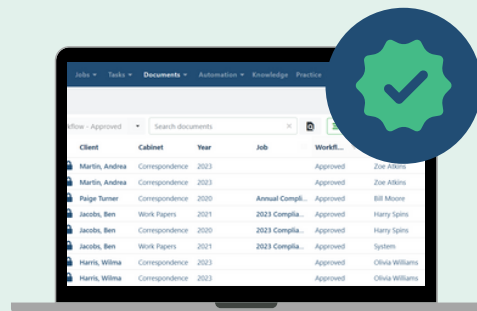 Jobs Tasks Documents Automation Knowledge Practice
flow - Approved Search documents
Client Cabinet Year Job Workfl...
Martin, Andrea Correspondence 2023 Approved Zoe Atkins
Martin, Andrea Correspondence 2023 Approved Zoe Atkins
Paige Turner Correspondence 2020 Annual Compli... Approved Bill Moore
Jacobs, Ben Work Papers 2021 2023 Complia... Approved Harry Spins
Jacobs, Ben Correspondence 2020 2023 Complia... Approved Harry Spins
Jacobs, Ben Work Papers 2021 2023 Complia... Approved System
Harris, Wilma Correspondence 2023 Approved Olivia Williams
Harris, Wilma Correspondence 2023 Approved Olivia Williams